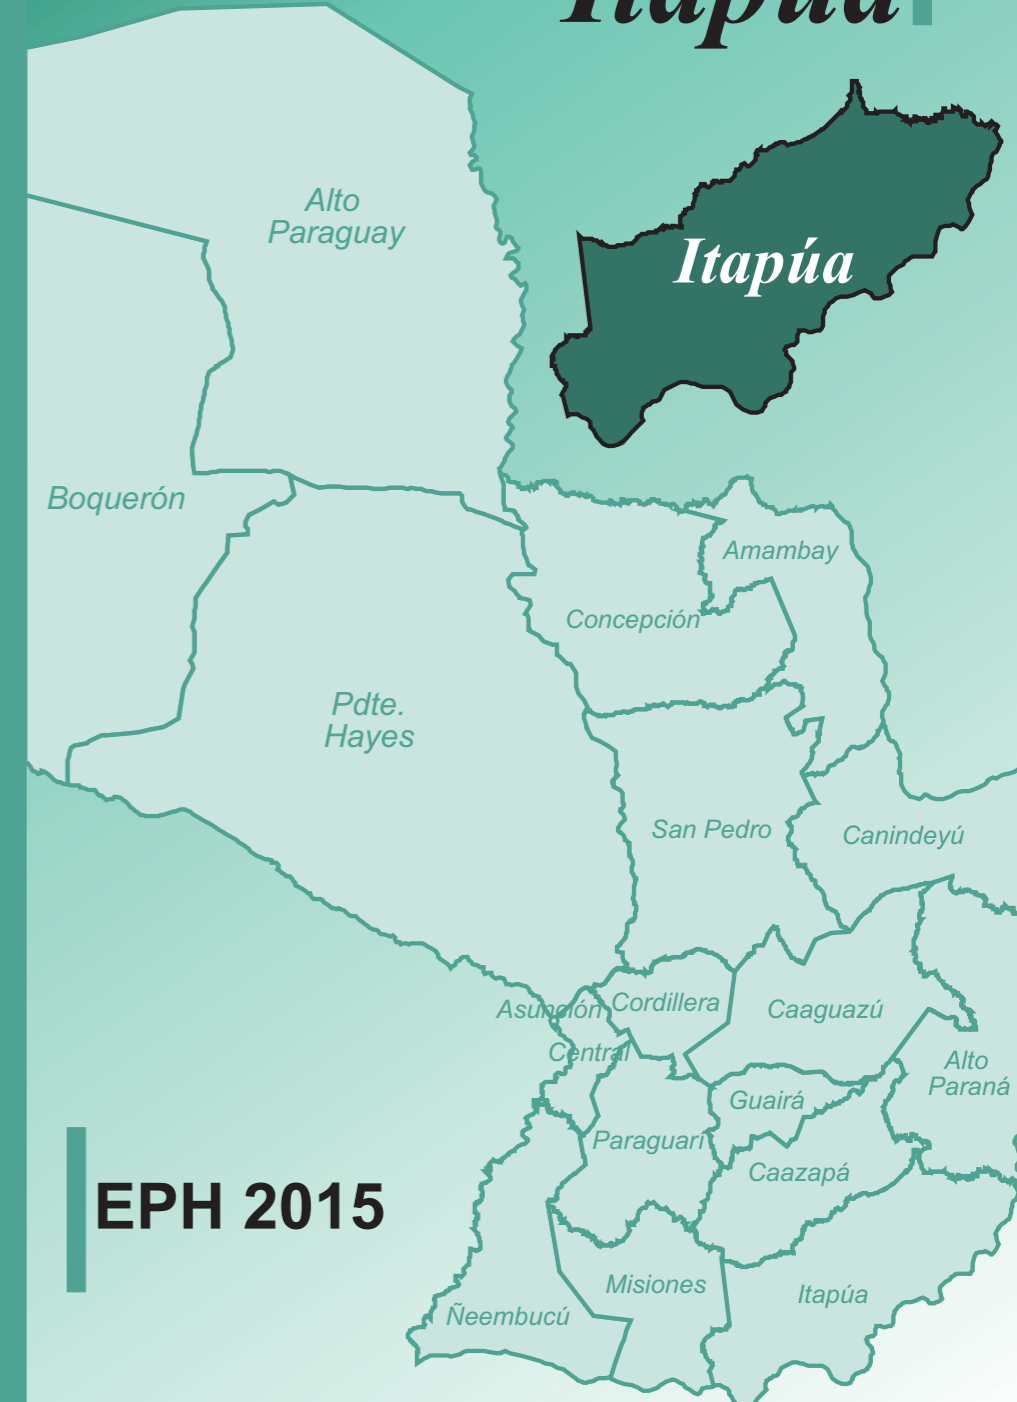 Itapúa
Itapúa
Alto
Paraguay
Boquerón
Amambay
Concepción
Pdte.
Hayes
San Pedro
Canindeyú
Asunción
Cordillera
Caaguazú
Central
Alto
Paraná
Guairá
Paraguarí
Caazapá
EPH 2015
Misiones
Itapúa
Ñeembucú